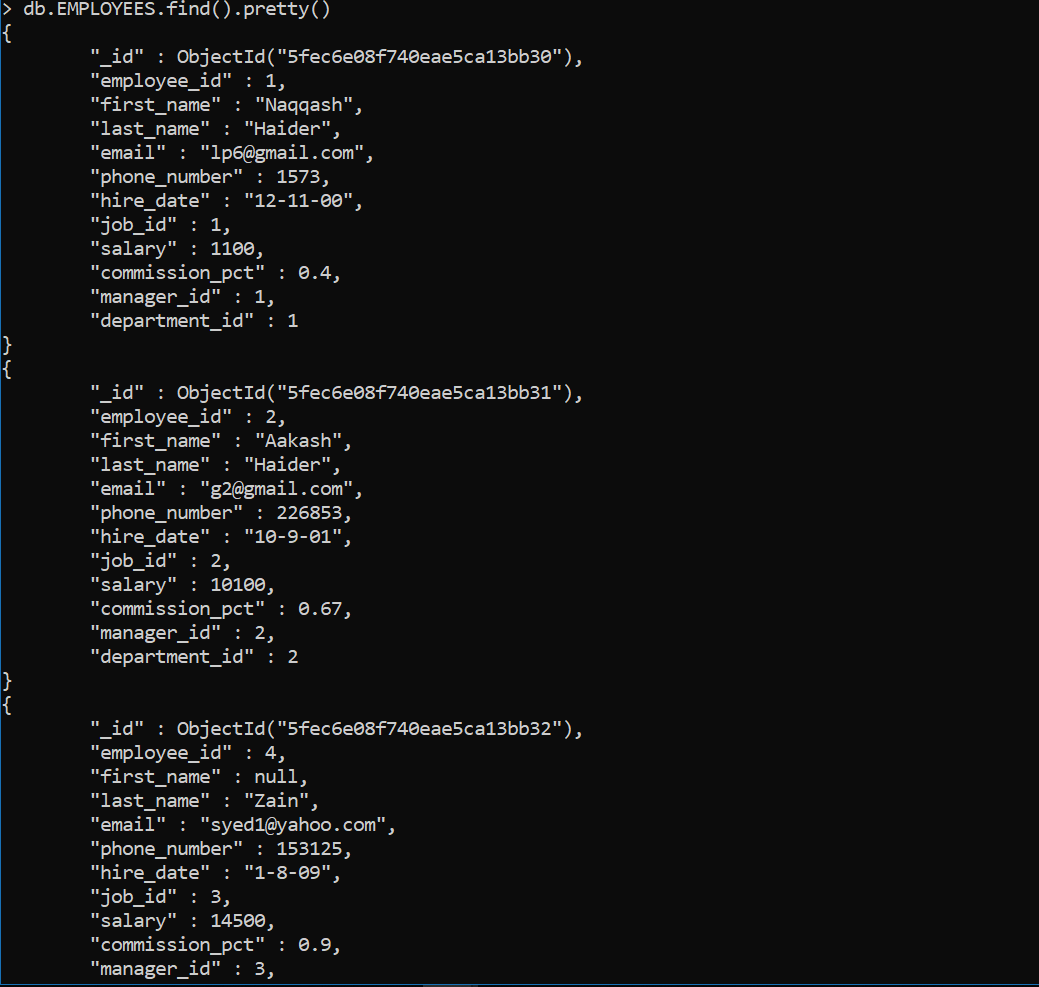 > db.EMPLOYEES.find().pretty()
{
        "_id" : ObjectId("5fec6e08f740eae5ca13bb30"),
        "employee_id" : 1,
        "first_name" : "Naqqash",
        "last_name" : "Haider",
        "email" : "lp6@gmail.com",
        "phone_number" : 1573,
        "hire_date" : "12-11-00",
        "job_id" : 1,
        "salary" : 1100,
        "commission_pct" : 0.4,
        "manager_id" : 1,
        "department_id" : 1
}
{
        "_id" : ObjectId("5fec6e08f740eae5ca13bb31"),
        "employee_id" : 2,
        "first_name" : "Aakash",
        "last_name" : "Haider",
        "email" : "g2@gmail.com",
        "phone_number" : 226853,
        "hire_date" : "10-9-01",
        "job_id" : 2,
        "salary" : 10100,
        "commission_pct" : 0.67,
        "manager_id" : 2,
        "department_id" : 2
}
{
        "_id" : ObjectId("5fec6e08f740eae5ca13bb32"),
        "employee_id" : 4,
        "first_name" : null,
        "last_name" : "Zain",
        "email" : "syed1@yahoo.com",
        "phone_number" : 153125,
        "hire_date" : "1-8-09",
        "job_id" : 3,
        "salary" : 14500,
        "commission_pct" : 0.9,
        "manager_id" : 3,